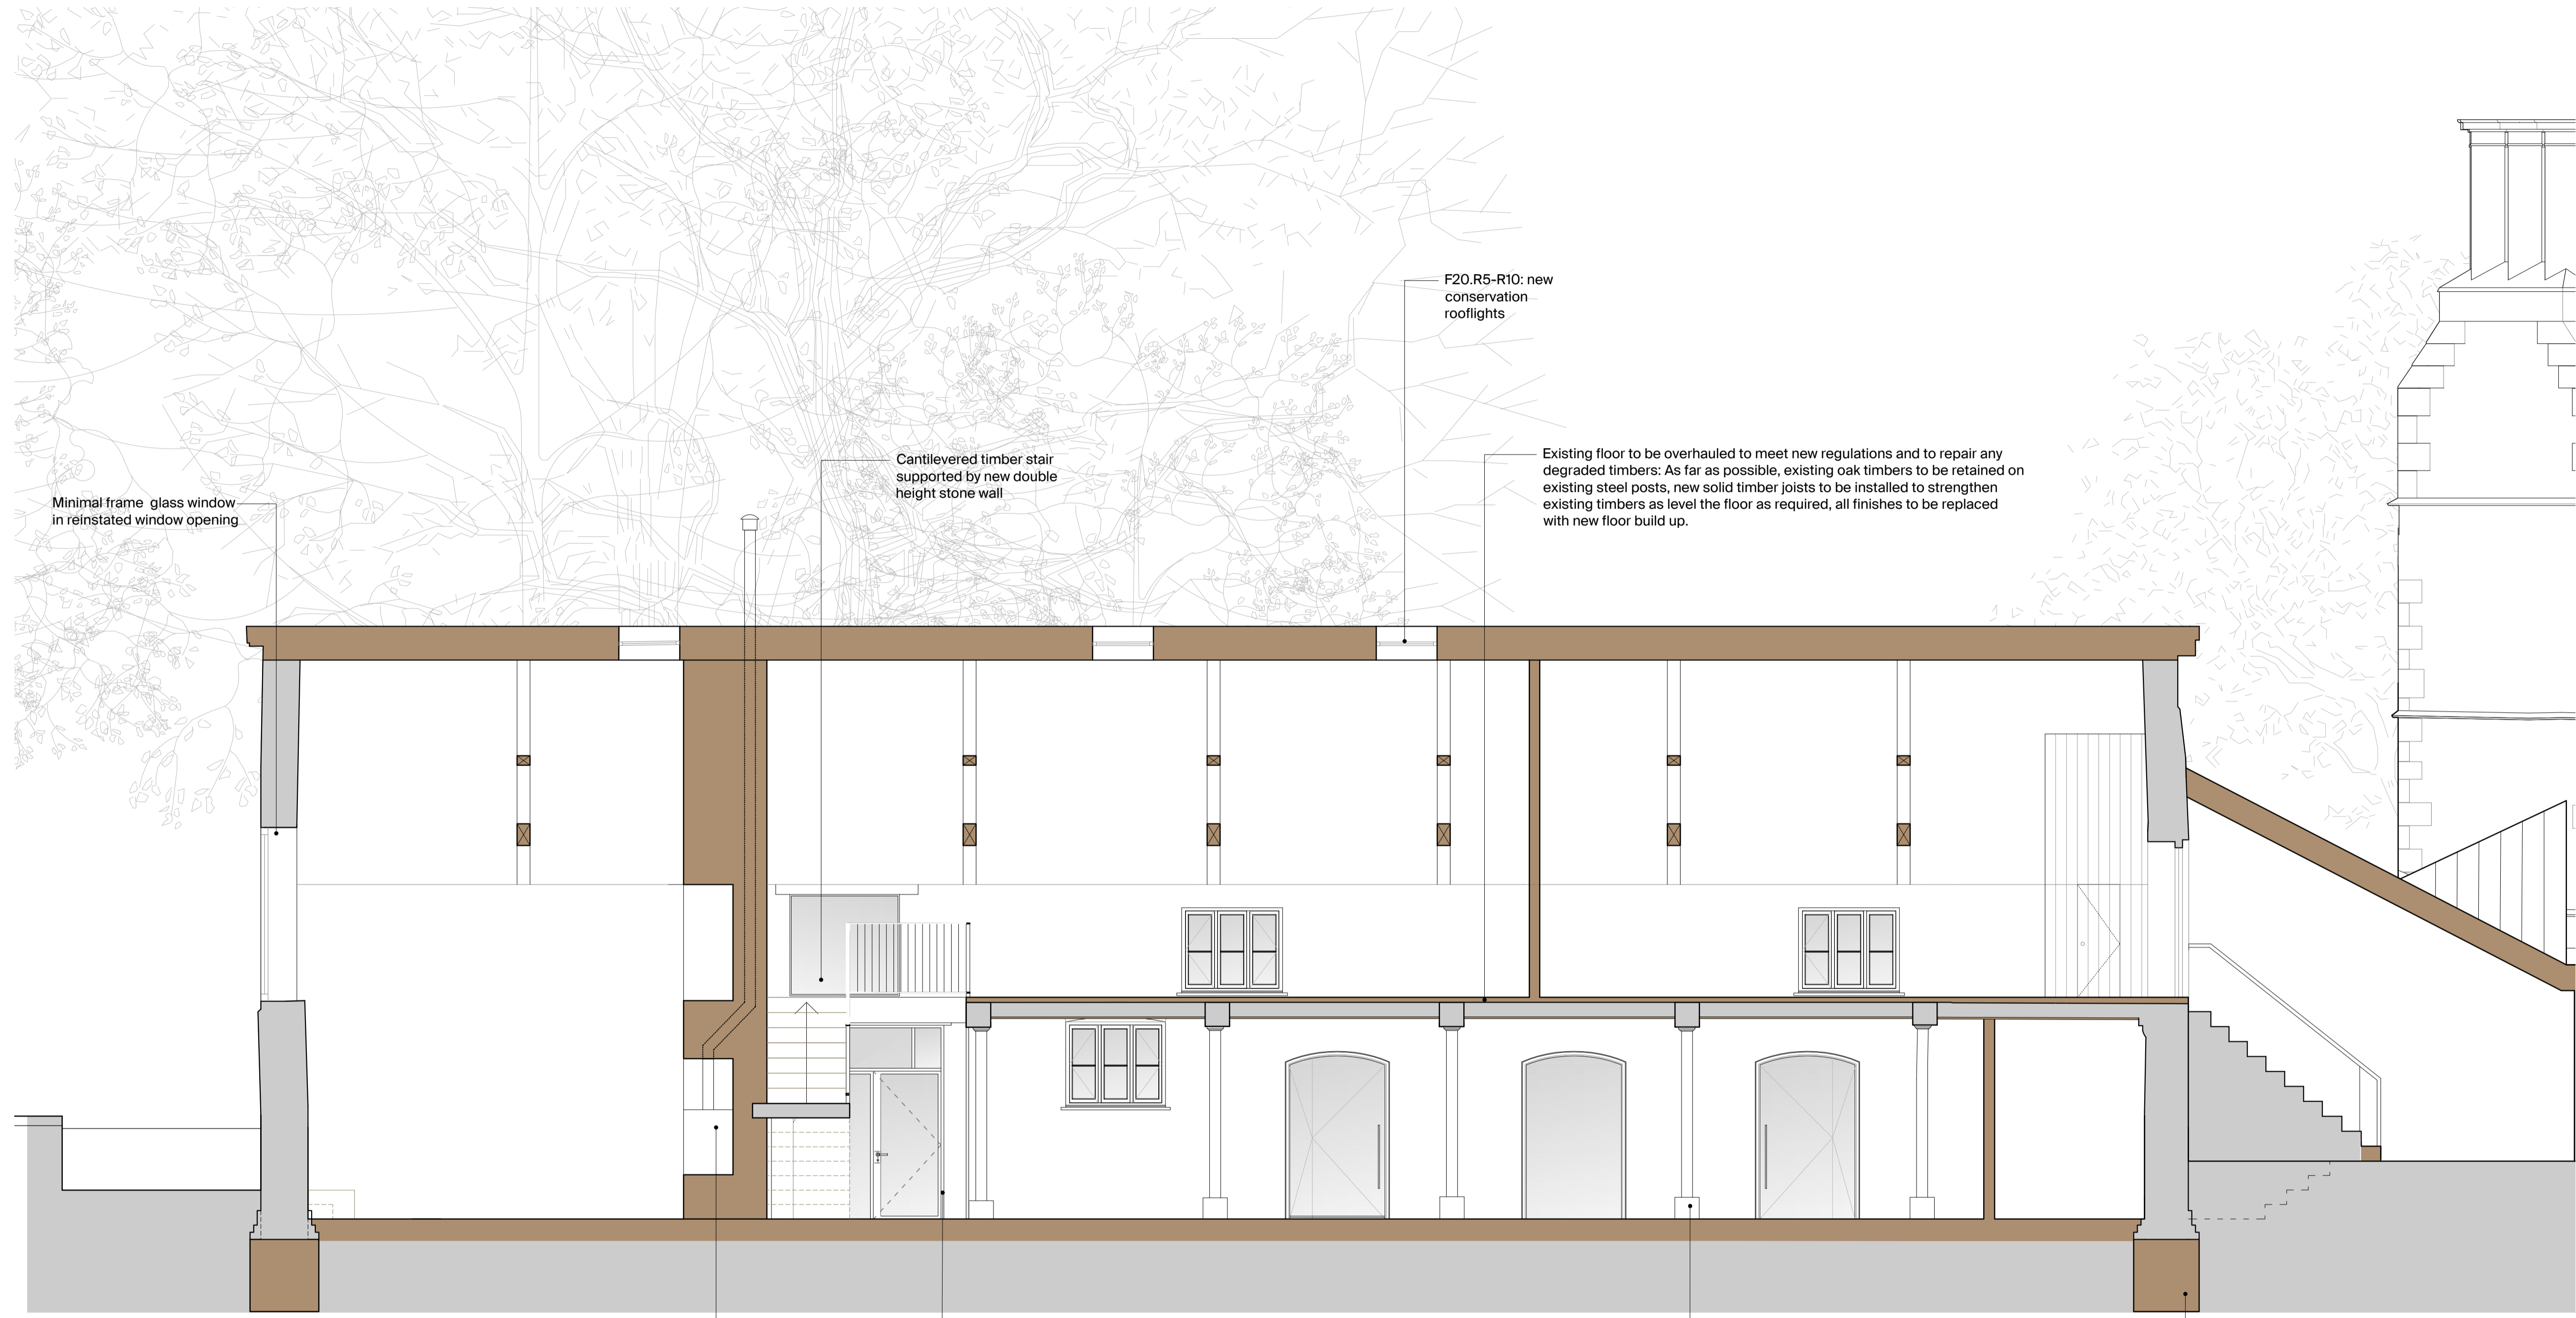 F20.R5-R10: new
conservation
rooflights
Cantilevered timber stair
supported by new double
height stone wall
Existing floor to be overhauled to meet new regulations and to repair any
degraded timbers: As far as possible, existing oak timbers to be retained on
existing steel posts, new solid timber joists to be installed to strengthen
existing timbers as level the floor as required, all finishes to be replaced
with new floor build up.
Minimal frame glass window
in reinstated window opening